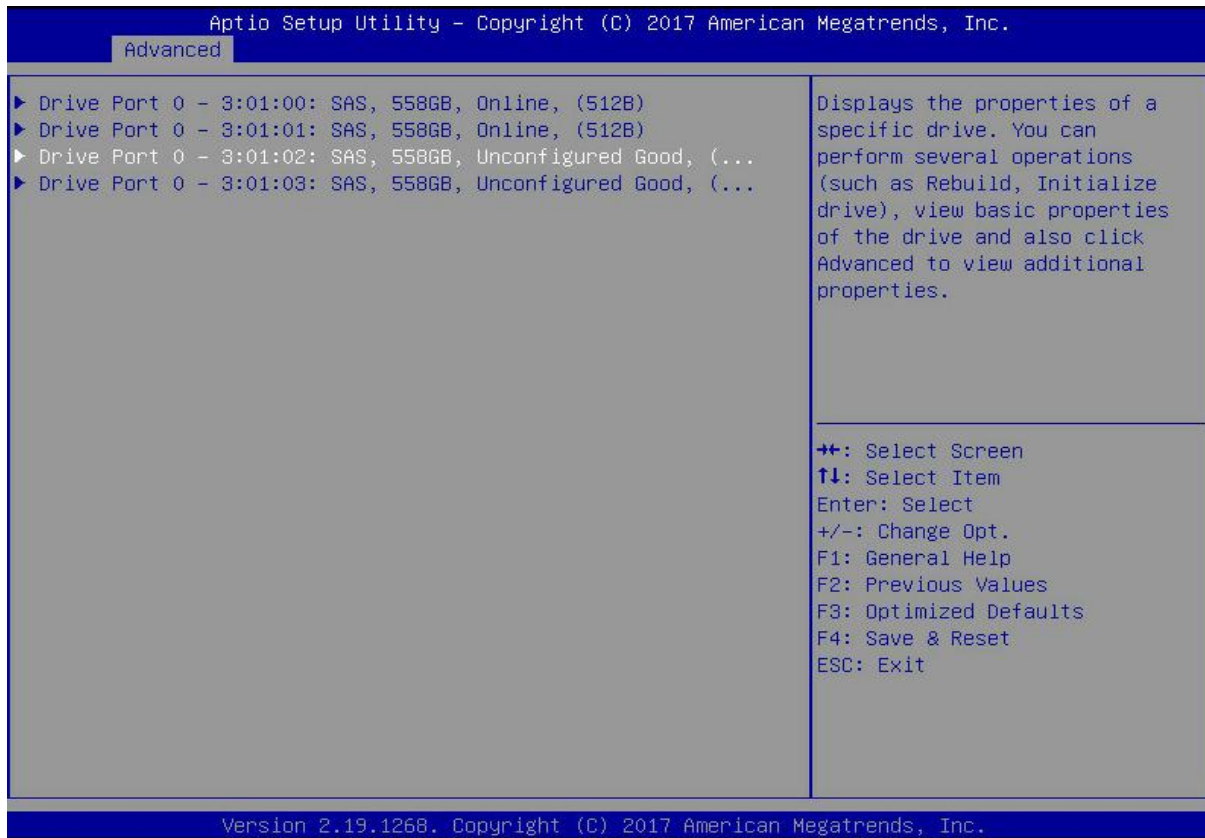 Aptio Setup Utility – Copyright (C) 2017 American Megatrends, Inc.
Advanced
▶ Drive Port 0 - 3:01:00: SAS, 558GB, Online, (512B)
▶ Drive Port 0 - 3:01:01: SAS, 558GB, Online, (512B)
▶ Drive Port 0 - 3:01:02: SAS, 558GB, Unconfigured Good, (...
▶ Drive Port 0 - 3:01:03: SAS, 558GB, Unconfigured Good, (...
Displays the properties of a
specific drive. You can
perform several operations
(such as Rebuild, Initialize
drive), view basic properties
of the drive and also click
Advanced to view additional
properties.
→←: Select Screen
↑↓: Select Item
Enter: Select
+/-: Change Opt.
F1: General Help
F2: Previous Values
F3: Optimized Defaults
F4: Save & Reset
ESC: Exit
Version 2.19.1268. Copyright (C) 2017 American Megatrends, Inc.